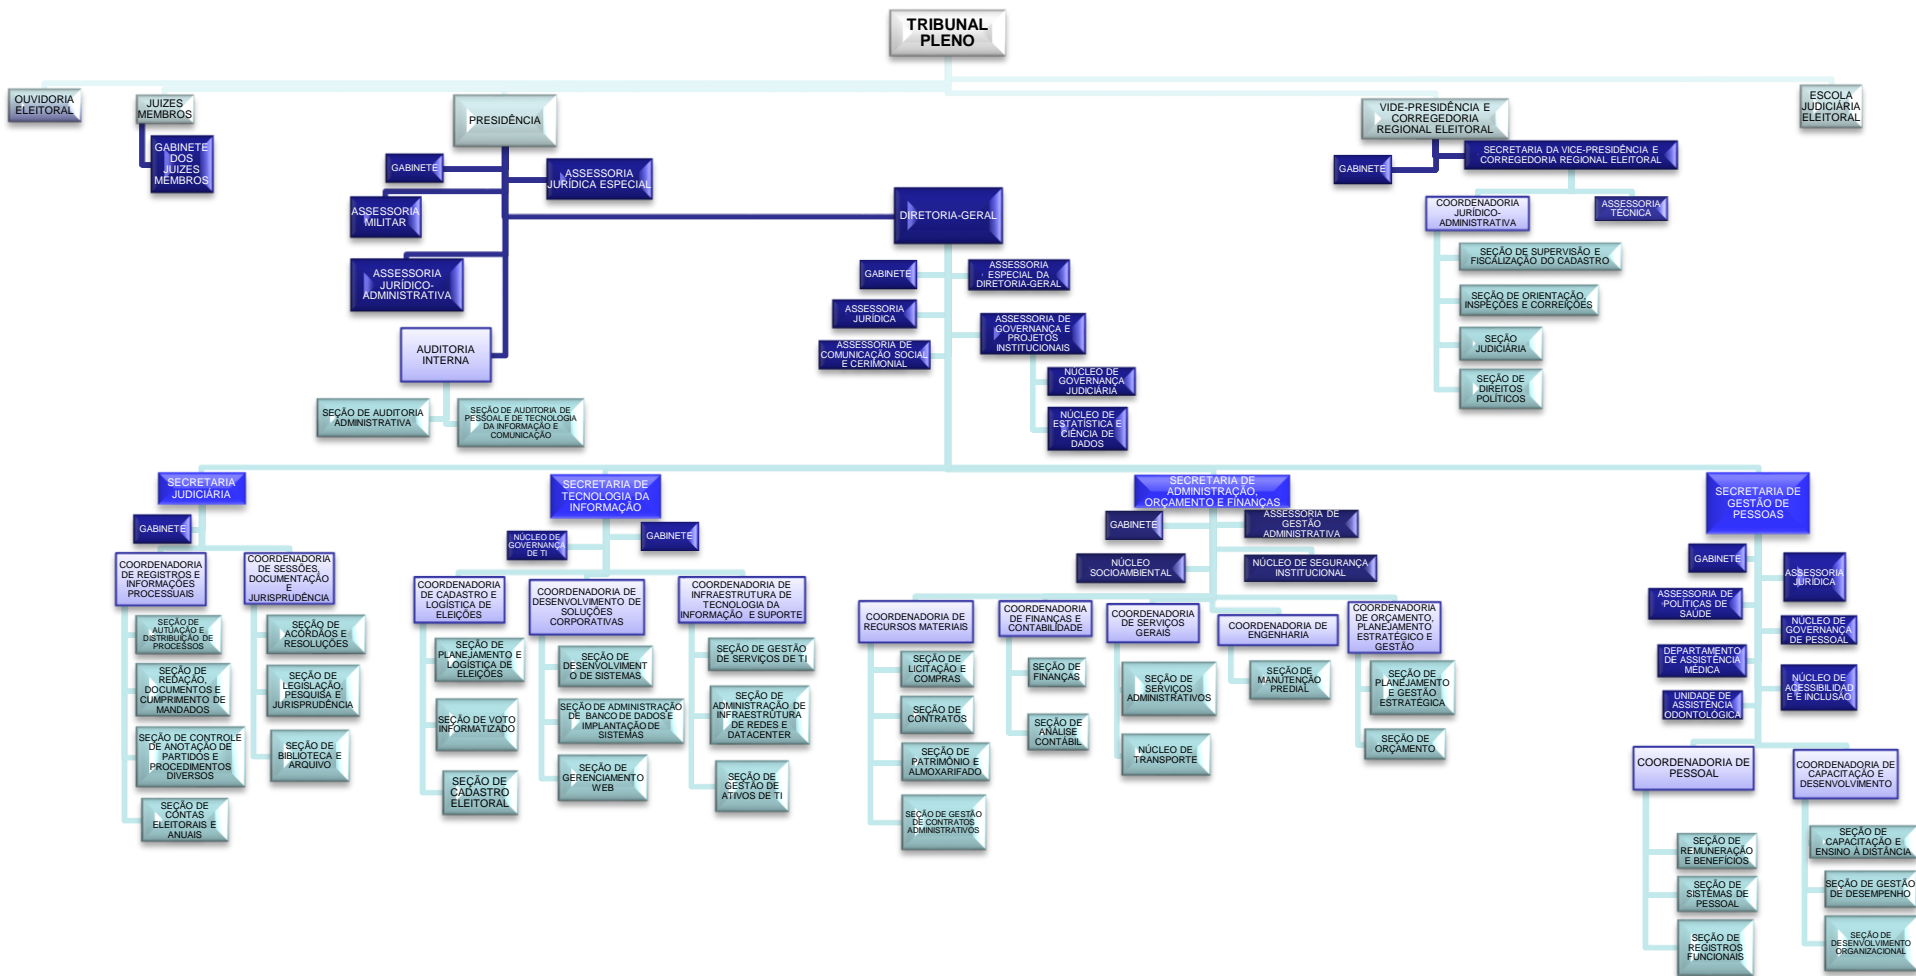 TRIBUNAL
PLENO
OUVIDORIA
ELEITORAL
JUIZES
MEMBROS
GABINETE
DOS
JUIZES
MEMBROS
PRESIDÊNCIA
GABINETE
ASSESSORIA
JURÍDICA ESPECIAL
ASSESSORIA
MILITAR
ASSESSORIA
JURÍDICO-
ADMINISTRATIVA
AUDITORIA
INTERNA
SEÇÃO DE AUDITORIA
ADMINISTRATIVA
SEÇÃO DE AUDITORIA DE
PESSOAL E DE TECNOLOGIA
DA INFORMAÇÃO E
COMUNICAÇÃO
DIRETORIA-GERAL
GABINETE
ASSESSORIA
ESPECIAL DA
DIRETORIA-GERAL
ASSESSORIA
JURÍDICA
ASSESSORIA DE
GOVERNANÇA E
PROJETOS
INSTITUCIONAIS
ASSESSORIA DE
COMUNICAÇÃO SOCIAL
E CERIMONIAL
NÚCLEO DE
GOVERNANÇA
JUDICIÁRIA
NÚCLEO DE
ESTATÍSTICA E
CIÊNCIA DE
DADOS
VIDE-PRESIDÊNCIA E
CORREGEDORIA
REGIONAL ELEITORAL
GABINETE
SECRETARIA DA VICE-PRESIDÊNCIA E
CORREGEDORIA REGIONAL ELEITORAL
COORDENADORIA
JURÍDICO-
ADMINISTRATIVA
ASSESSORIA
TÉCNICA
SEÇÃO DE SUPERVISÃO E
FISCALIZAÇÃO DO CADASTRO
SEÇÃO DE ORIENTAÇÃO,
INSPEÇÕES E CORREIÇÕES
SEÇÃO
JUDICIÁRIA
SEÇÃO DE
DIREITOS
POLÍTICOS
ESCOLA
JUDICIÁRIA
ELEITORAL
SECRETARIA
JUDICIÁRIA
GABINETE
COORDENADORIA
DE REGISTROS E
INFORMAÇÕES
PROCESSUAIS
SEÇÃO DE
AUTUAÇÃO E
DISTRIBUIÇÃO DE
PROCESSOS
SEÇÃO DE
REDAÇÃO,
DOCUMENTOS E
CUMPRIMENTO DE
MANDADOS
SEÇÃO DE CONTROLE
DE ANOTAÇÃO DE
PARTIDOS E
PROCEDIMENTOS
DIVERSOS
SEÇÃO DE
CONTAS
ELEITORAIS E
ANUAIS
COORDENADORIA
DE SESSÕES,
DOCUMENTAÇÃO
E
JURISPRUDÊNCIA
SEÇÃO DE
ACÓRDÃOS E
RESOLUÇÕES
SEÇÃO DE
LEGISLAÇÃO,
PESQUISA E
JURISPRUDÊNCIA
SEÇÃO DE
BIBLIOTECA E
ARQUIVO
SECRETARIA DE
TECNOLOGIA DA
INFORMAÇÃO
NÚCLEO DE
GOVERNANÇA
DE TI
GABINETE
COORDENADORIA
DE CADASTRO E
LOGÍSTICA DE
ELEIÇÕES
SEÇÃO DE
PLANEJAMENTO E
LOGÍSTICA DE
ELEIÇÕES
SEÇÃO DE VOTO
INFORMATIZADO
SEÇÃO DE
CADASTRO
ELEITORAL
COORDENADORIA DE
DESENVOLVIMENTO DE
SOLUÇÕES
CORPORATIVAS
SEÇÃO DE
DESENVOLVIMENT
O DE SISTEMAS
SEÇÃO DE ADMINISTRAÇÃO
DE BANCO DE DADOS E
IMPLANTAÇÃO DE
SISTEMAS
SEÇÃO DE
GERENCIAMENTO
WEB
COORDENADORIA DE
INFRAESTRUTURA DE
TECNOLOGIA DA
INFORMAÇÃO E SUPORTE
SEÇÃO DE GESTÃO
DE SERVIÇOS DE TI
SEÇÃO DE
ADMINISTRAÇÃO DE
INFRAESTRUTURA
DE REDES E
DATACENTER
SEÇÃO DE
GESTÃO DE
ATIVOS DE TI
SECRETARIA DE
ADMINISTRAÇÃO,
ORÇAMENTO E FINANÇAS
GABINETE
ASSESSORIA DE
GESTÃO
ADMINISTRATIVA
NÚCLEO
SOCIOAMBIENTAL
NÚCLEO DE SEGURANÇA
INSTITUCIONAL
COORDENADORIA DE
RECURSOS MATERIAIS
SEÇÃO DE
LICITAÇÃO E
COMPRAS
SEÇÃO DE
CONTRATOS
SEÇÃO DE
PATRIMÔNIO E
ALMOXARIFADO
SEÇÃO DE GESTÃO
DE CONTRATOS
ADMINISTRATIVOS
COORDENADORIA
DE FINANÇAS E
CONTABILIDADE
SEÇÃO DE
FINANÇAS
SEÇÃO DE
ANÁLISE
CONTÁBIL
COORDENADORIA
DE SERVIÇOS
GERAIS
SEÇÃO DE
SERVIÇOS
ADMINISTRATIVOS
NÚCLEO DE
TRANSPORTE
COORDENADORIA DE
ENGENHARIA
SEÇÃO DE
MANUTENÇÃO
PREDIAL
COORDENADORIA
DE ORÇAMENTO,
PLANEJAMENTO
ESTRATÉGICO E
GESTÃO
SEÇÃO DE
PLANEJAMENTO
E GESTÃO
ESTRATÉGICA
SEÇÃO DE
ORÇAMENTO
SECRETARIA DE
GESTÃO DE
PESSOAS
GABINETE
ASSESSORIA
JURÍDICA
ASSESSORIA DE
POLÍTICAS DE
SAÚDE
NÚCLEO DE
GOVERNANÇA
DE PESSOAL
DEPARTAMENTO
DE ASSISTÊNCIA
MÉDICA
NÚCLEO DE
ACESSIBILIDAD
E E INCLUSÃO
UNIDADE DE
ASSISTÊNCIA
ODONTOLÓGICA
COORDENADORIA DE
PESSOAL
SEÇÃO DE
REMUNERAÇÃO
E BENEFÍCIOS
SEÇÃO DE
SISTEMAS DE
PESSOAL
SEÇÃO DE
REGISTROS
FUNCIONAIS
COORDENADORIA DE
CAPACITAÇÃO E
DESENVOLVIMENTO
SEÇÃO DE
CAPACITAÇÃO E
ENSINO À DISTÂNCIA
SEÇÃO DE GESTÃO
DE DESEMPENHO
SEÇÃO DE
DESENVOLVIMENTO
ORGANIZACIONAL